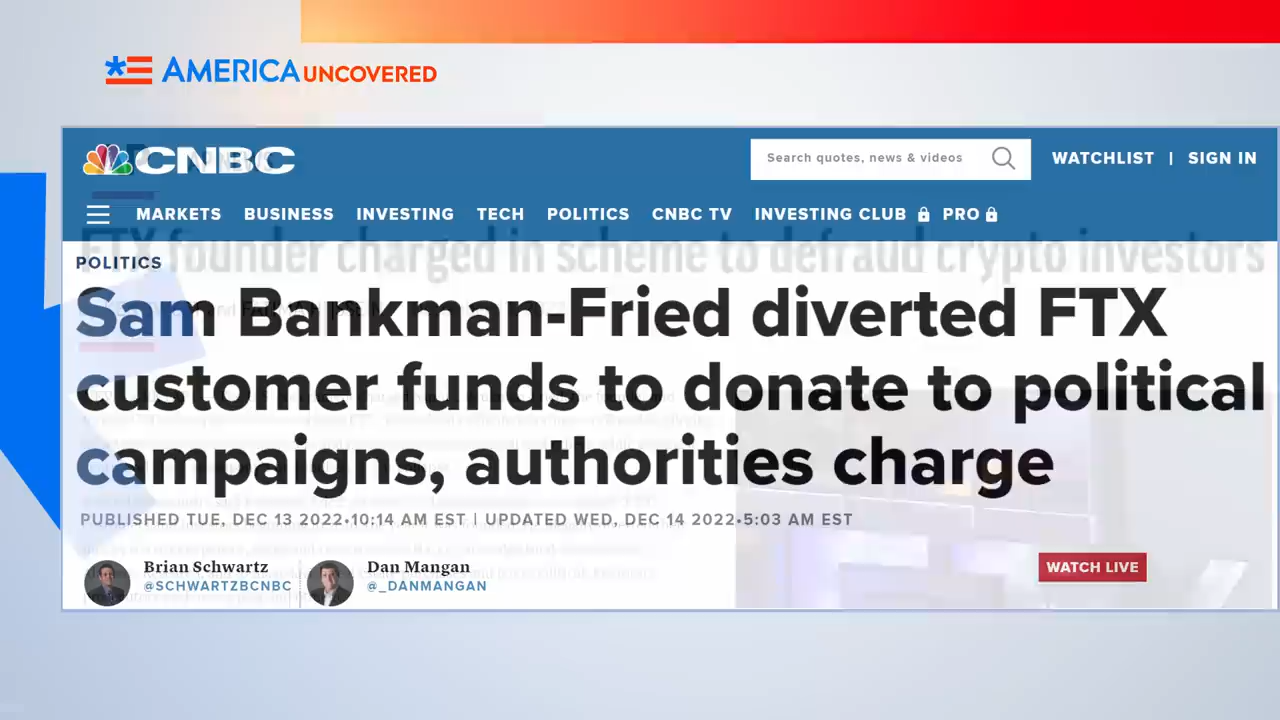 AMERICA UNCOVERED
CNBC
Search quotes, news & videos
WATCHLIST | SIGN IN
MARKETS BUSINESS INVESTING TECH POLITICS CNBC TV INVESTING CLUB PRO
FTX founder charged in scheme to defraud crypto investors
POLITICS
Sam Bankman-Fried diverted FTX
customer funds to donate to political
campaigns, authorities charge
PUBLISHED TUE, DEC 13 2022•10:14 AM EST | UPDATED WED, DEC 14 2022•5:03 AM EST
Brian Schwartz
@SCHWARTZBCNBC
Dan Mangan
@_DANMANGAN
WATCH LIVE